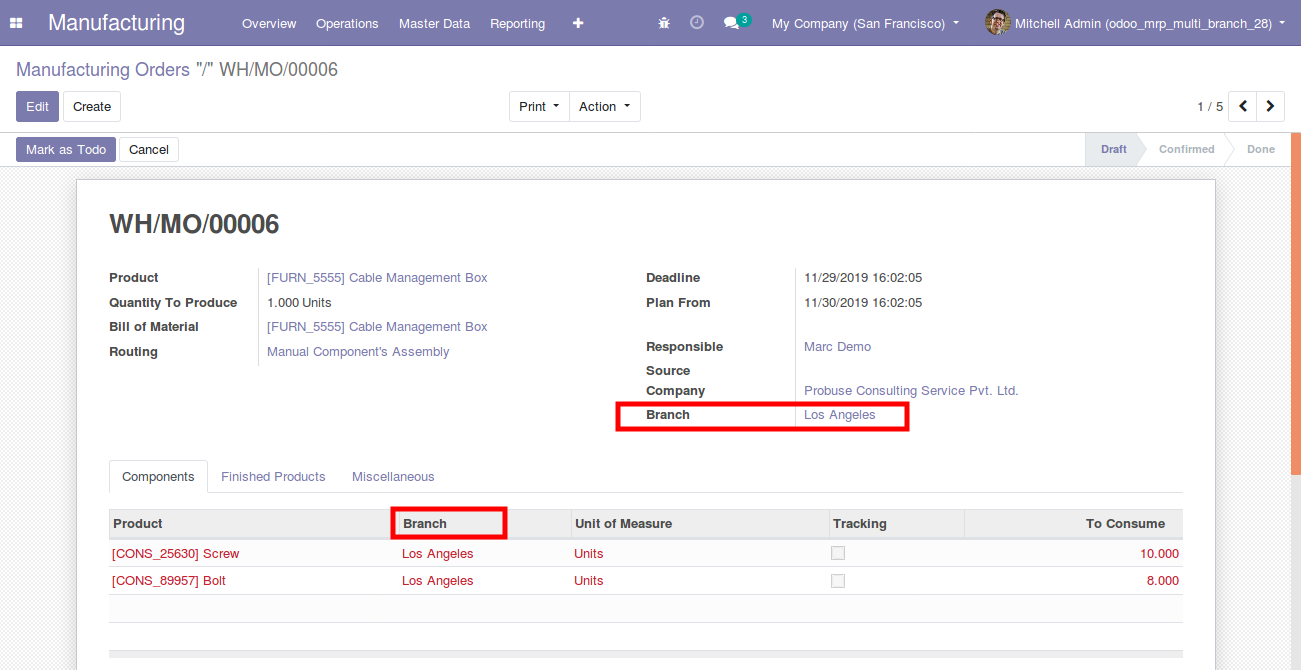 Manufacturing Overview Operations Master Data Reporting 3 My Company (San Francisco) Mitchell Admin (odoo_mrp_multi_branch_28)
Manufacturing Orders "/" WH/MO/00006
Edit Create Print Action 1 / 5
Mark as Todo Cancel Draft Confirmed Done
WH/MO/00006
Product [FURN_5555] Cable Management Box Deadline 11/29/2019 16:02:05
Quantity To Produce 1.000 Units Plan From 11/30/2019 16:02:05
Bill of Material [FURN_5555] Cable Management Box
Routing Manual Component's Assembly Responsible Marc Demo
Source
Company Probuse Consulting Service Pvt. Ltd.
Branch Los Angeles
Components Finished Products Miscellaneous
Product Branch Unit of Measure Tracking To Consume
[CONS_25630] Screw Los Angeles Units 10.000
[CONS_89957] Bolt Los Angeles Units 8.000